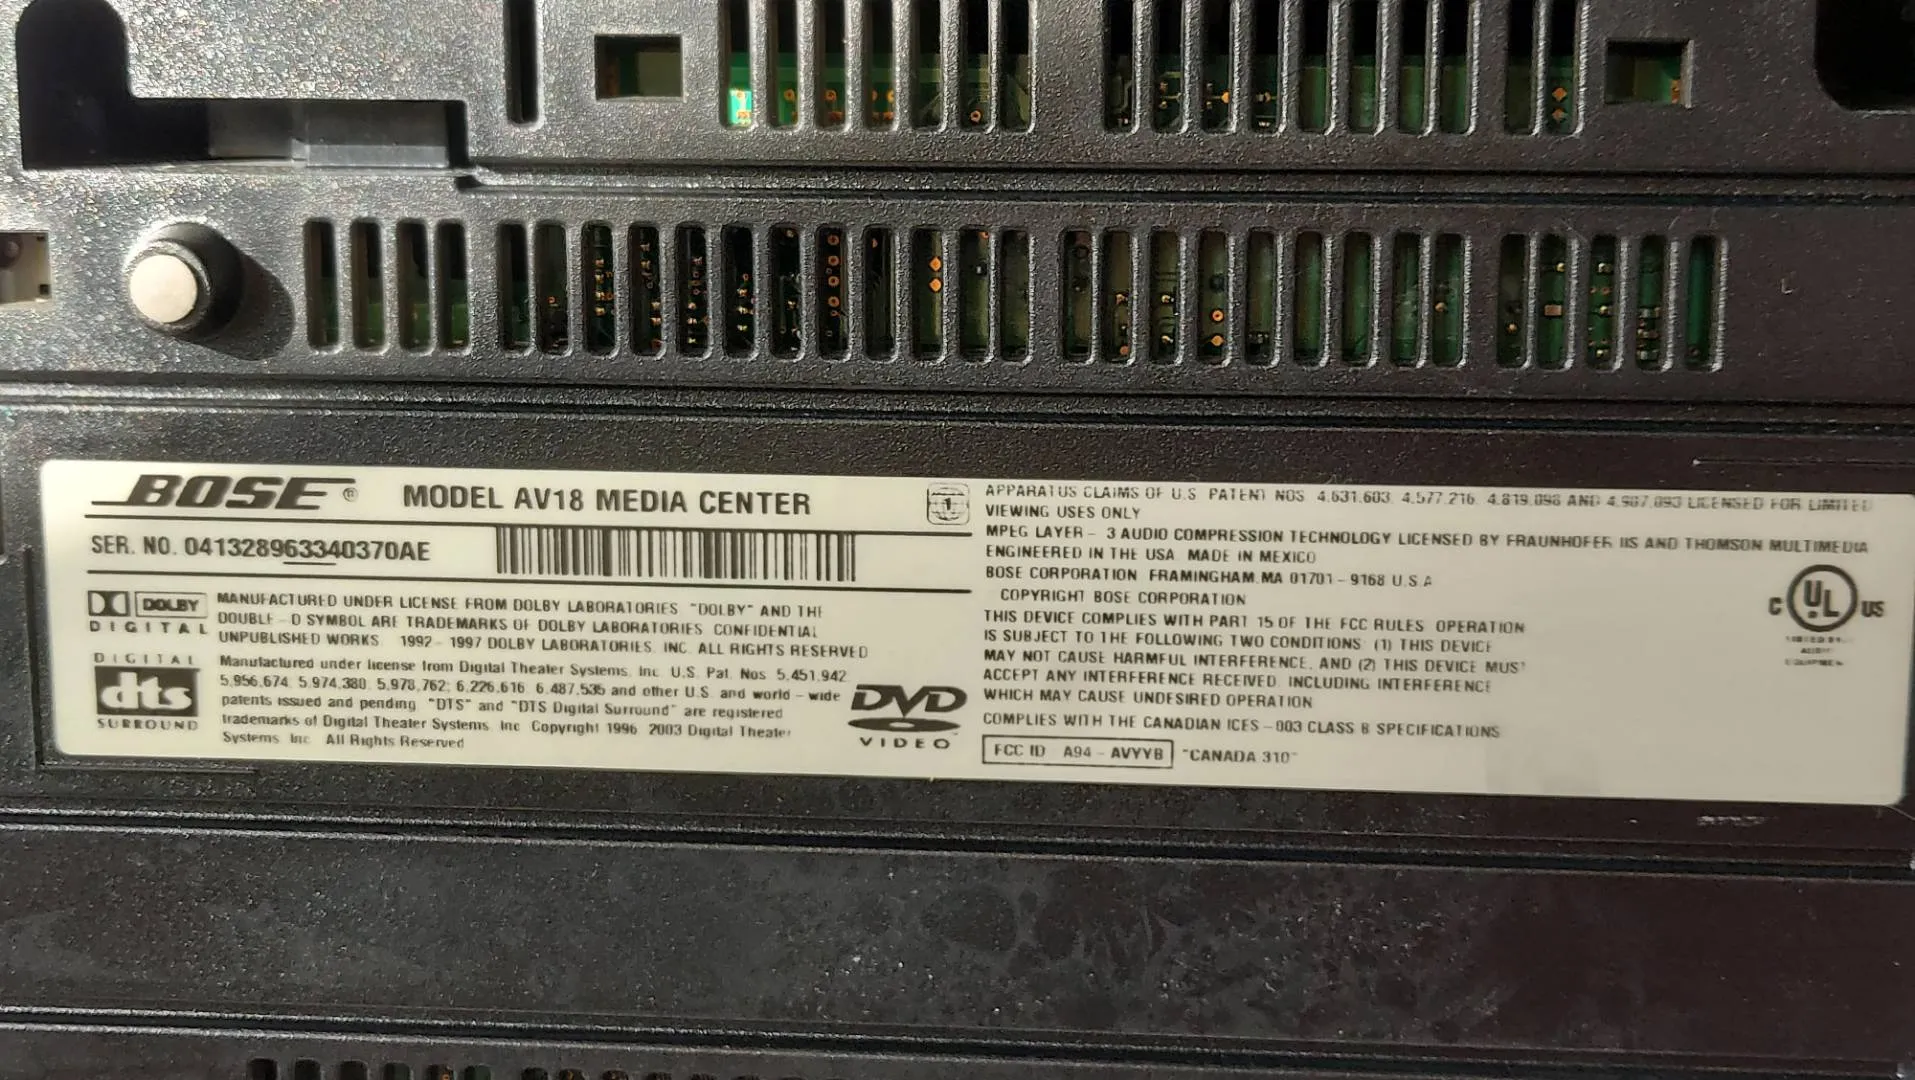 BOSE® MODEL AV18 MEDIA CENTER
SER. NO. 041328963340370AE
DOLBY
DIGITAL
MANUFACTURED UNDER LICENSE FROM DOLBY LABORATORIES "DOLBY" AND THE
DOUBLE-D SYMBOL ARE TRADEMARKS OF DOLBY LABORATORIES CONFIDENTIAL
UNPUBLISHED WORKS 1992-1997 DOLBY LABORATORIES, INC. ALL RIGHTS RESERVED
DIGITAL
dts
SURROUND
Manufactured under license from Digital Theater Systems, Inc U.S. Pat. Nos 5,451,942
5,956,674, 5,974,380, 5,978,762; 6,226,616, 6,487,535 and other U.S. and world-wide
patents issued and pending "DTS" and "DTS Digital Surround" are registered
trademarks of Digital Theater Systems, Inc Copyright 1996, 2003 Digital Theater
Systems, Inc All Rights Reserved
DVD
VIDEO
1
APPARATUS CLAIMS OF U.S. PATENT NOS 4,631,603, 4,577,216, 4,819,098 AND 4,907,093 LICENSED FOR LIMITED
VIEWING USES ONLY
MPEG LAYER-3 AUDIO COMPRESSION TECHNOLOGY LICENSED BY FRAUNHOFER IIS AND THOMSON MULTIMEDIA
ENGINEERED IN THE USA MADE IN MEXICO
BOSE CORPORATION FRAMINGHAM, MA 01701-9168 U.S.A
COPYRIGHT BOSE CORPORATION
THIS DEVICE COMPLIES WITH PART 15 OF THE FCC RULES OPERATION
IS SUBJECT TO THE FOLLOWING TWO CONDITIONS: (1) THIS DEVICE
MAY NOT CAUSE HARMFUL INTERFERENCE, AND (2) THIS DEVICE MUST
ACCEPT ANY INTERFERENCE RECEIVED INCLUDING INTERFERENCE
WHICH MAY CAUSE UNDESIRED OPERATION
COMPLIES WITH THE CANADIAN ICES-003 CLASS B SPECIFICATIONS
FCC ID A94-AVYYB "CANADA 310"
C UL US